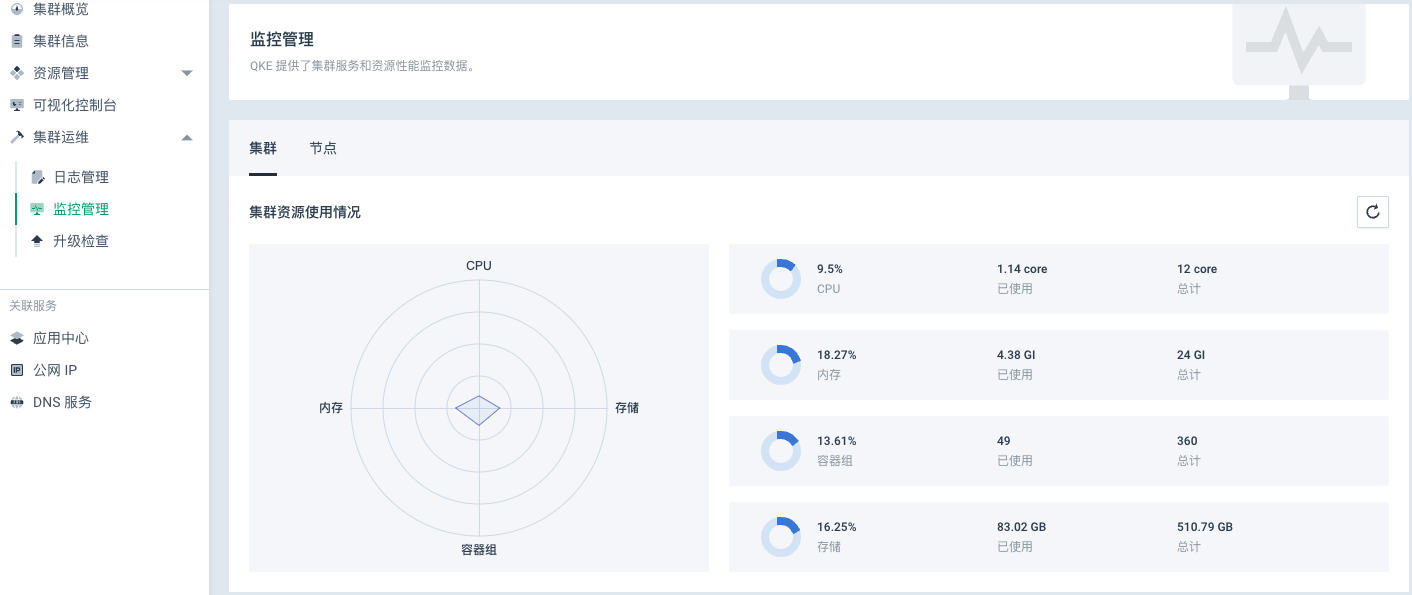 集群概览
集群信息
资源管理
可视化控制台
集群运维
日志管理
监控管理
升级检查
关联服务
应用中心
公网 IP
DNS 服务
监控管理
QKE 提供了集群服务和资源性能监控数据。
集群 节点
集群资源使用情况
CPU
内存 存储
容器组
9.5% 1.14 core 12 core
CPU 已使用 总计
18.27% 4.38 GI 24 GI
内存 已使用 总计
13.61% 49 360
容器组 已使用 总计
16.25% 83.02 GB 510.79 GB
存储 已使用 总计